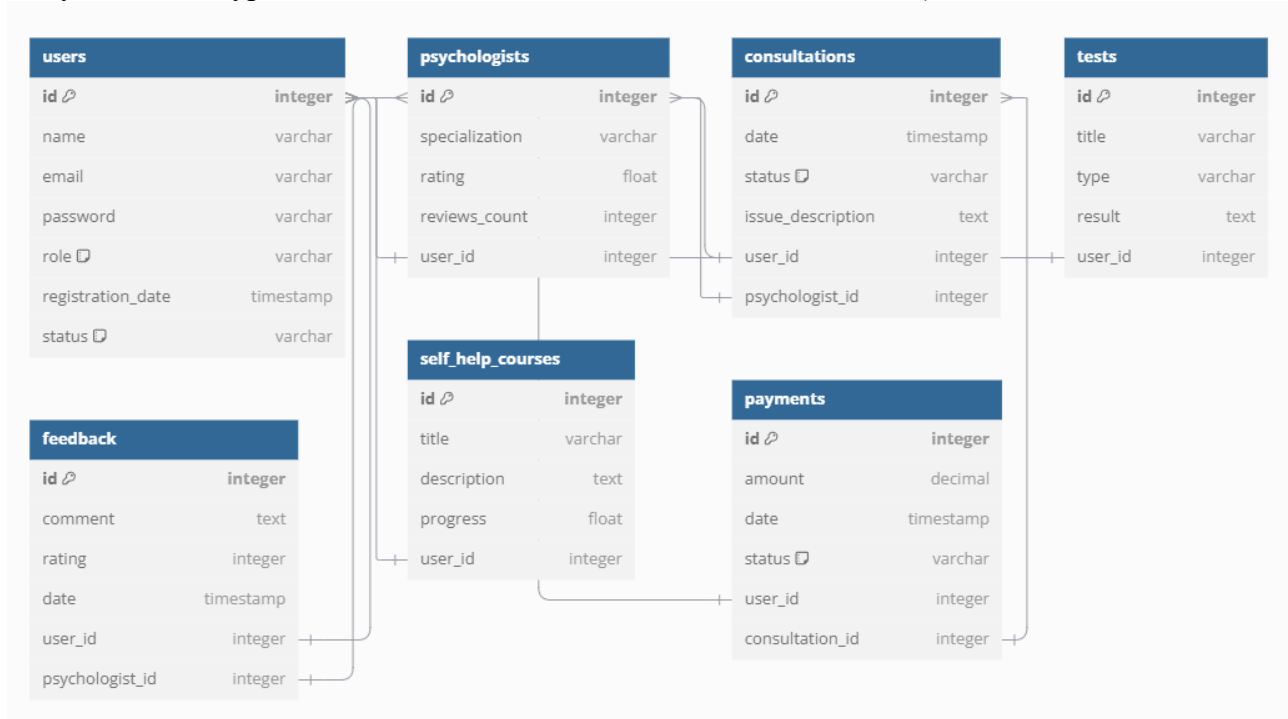 users
id integer
name varchar
email varchar
password varchar
role varchar
registration_date timestamp
status varchar
psychologists
id integer
specialization varchar
rating float
reviews_count integer
user_id integer
consultations
id integer
date timestamp
status varchar
issue_description text
user_id integer
psychologist_id integer
tests
id integer
title varchar
type varchar
result text
user_id integer
self_help_courses
id integer
title varchar
description text
progress float
user_id integer
payments
id integer
amount decimal
date timestamp
status varchar
user_id integer
consultation_id integer
feedback
id integer
comment text
rating integer
date timestamp
user_id integer
psychologist_id integer